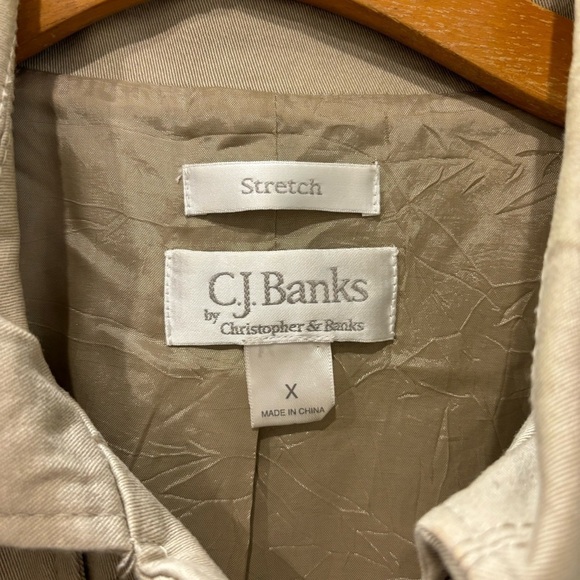 Stretch
C.J. Banks
by Christopher & Banks
X
MADE IN CHINA